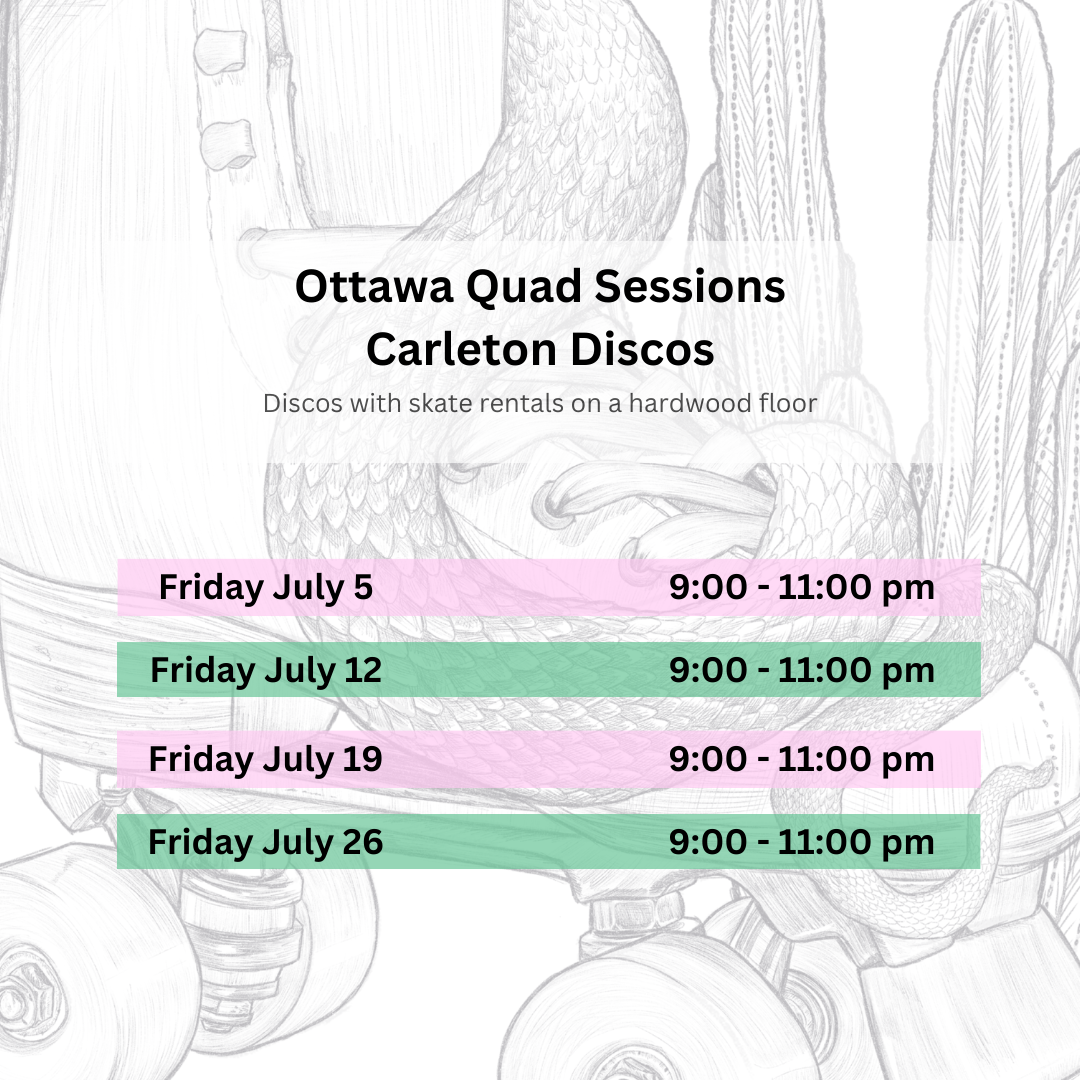 Ottawa Quad Sessions
Carleton Discos
Discos with skate rentals on a hardwood floor
Friday July 5 9:00 - 11:00 pm
Friday July 12 9:00 - 11:00 pm
Friday July 19 9:00 - 11:00 pm
Friday July 26 9:00 - 11:00 pm